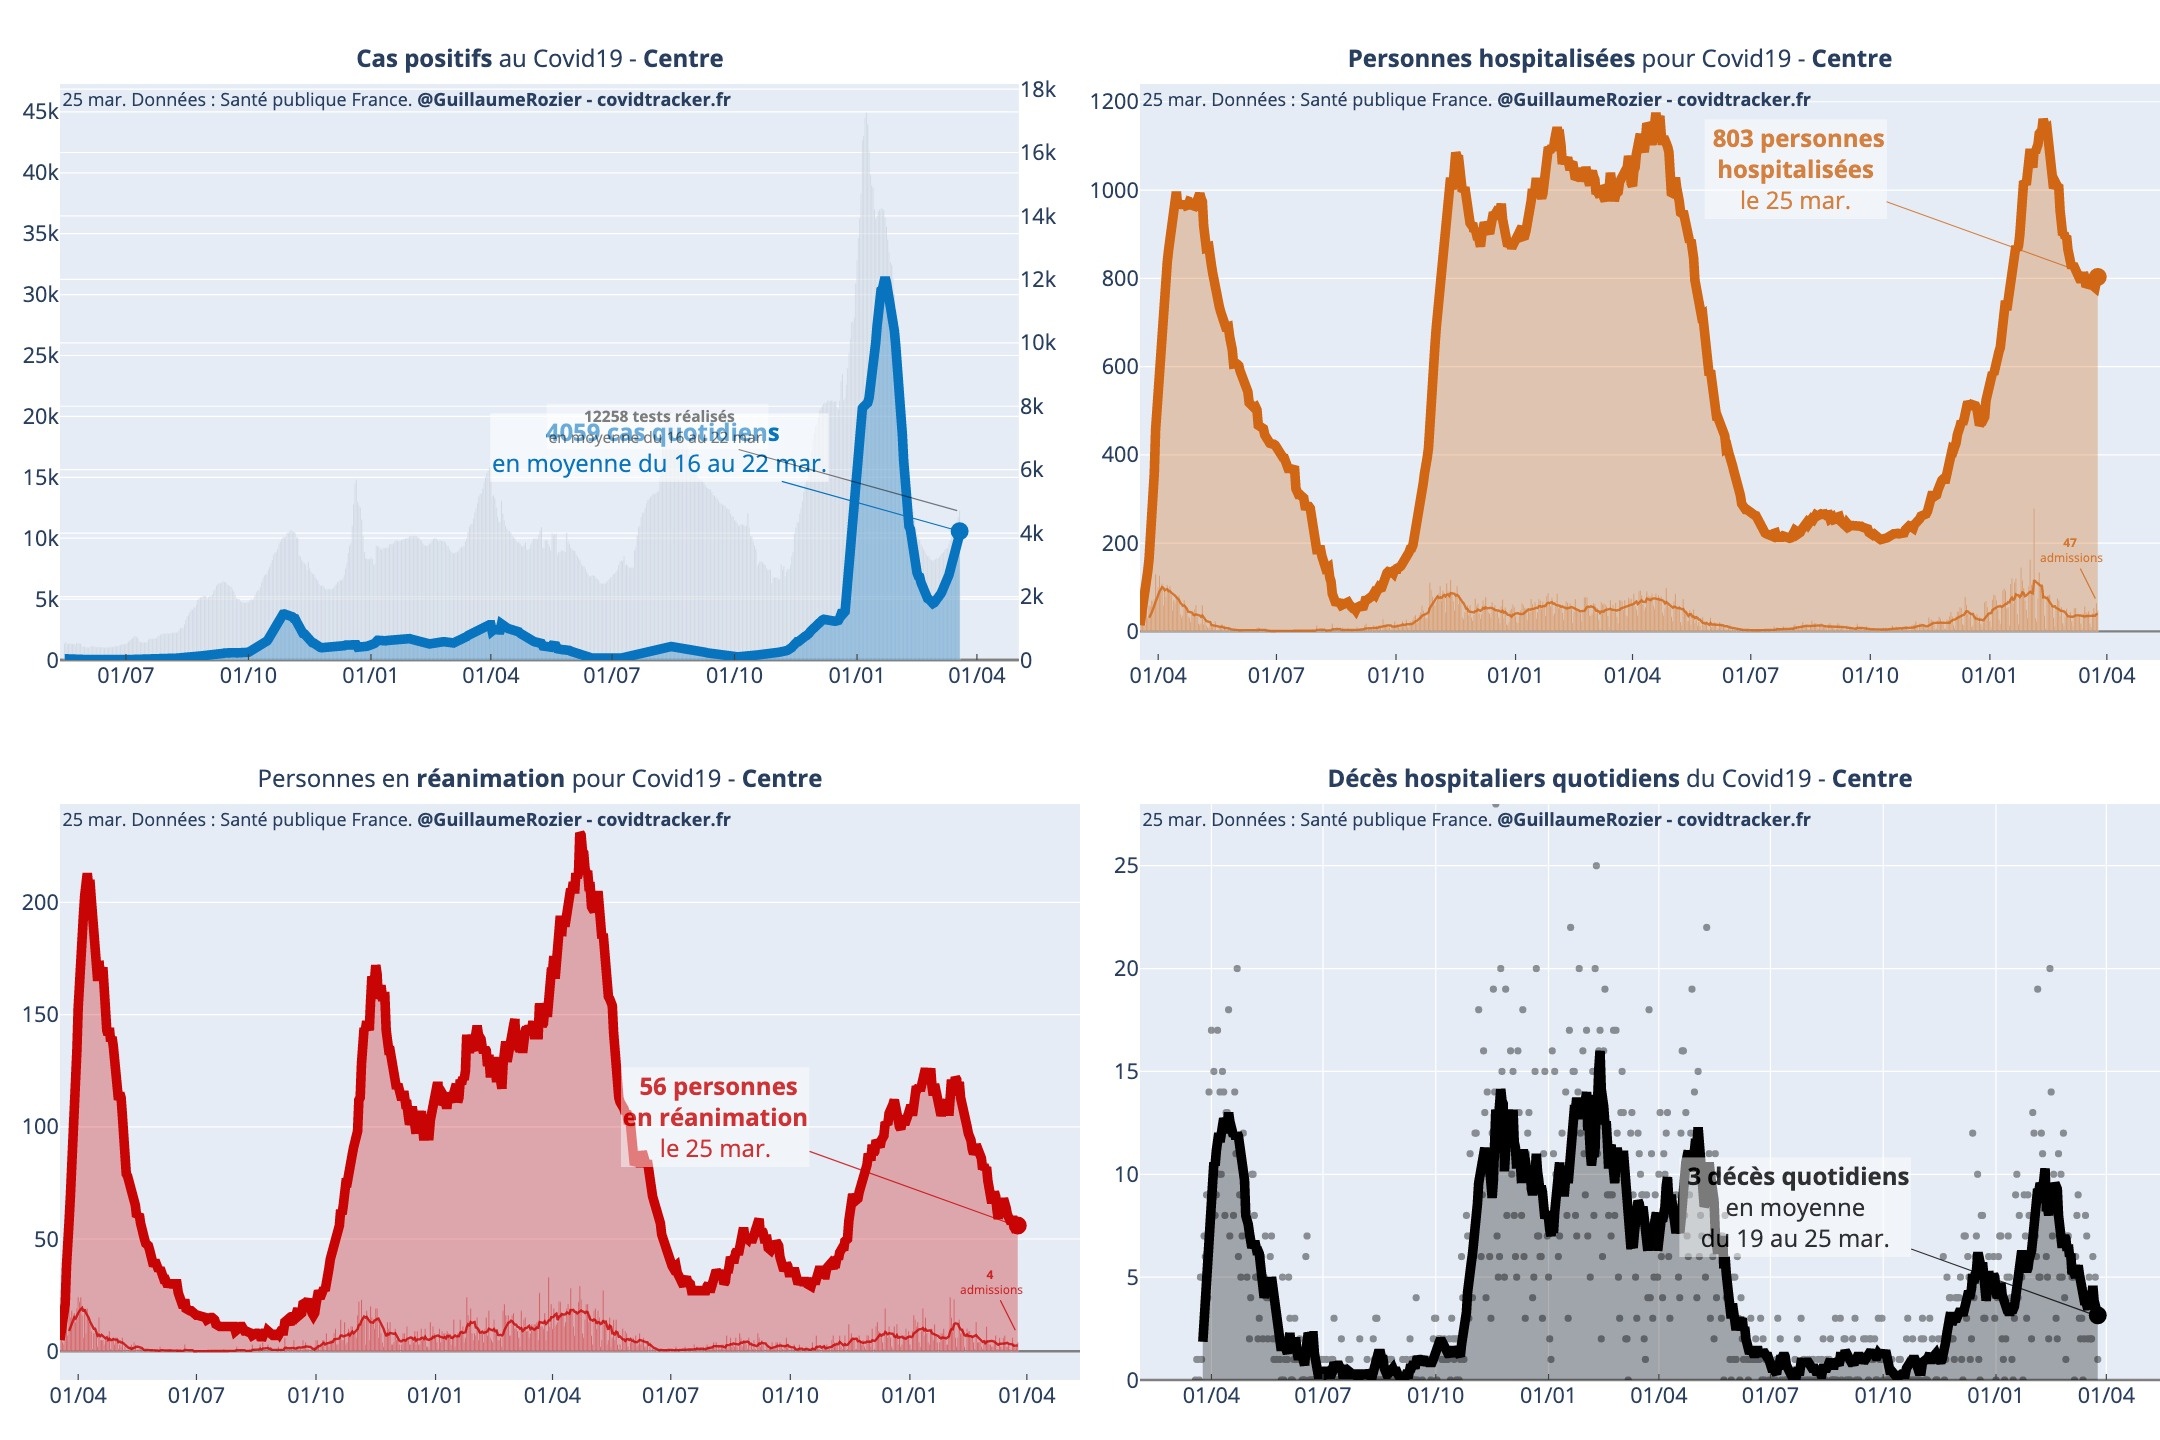 Cas positifs au Covid19 - Centre
25 mar. Données : Santé publique France. @GuillaumeRozier - covidtracker.fr
45k
40k
35k
30k
25k
20k
15k
10k
5k
0
18k
16k
14k
12k
10k
8k
6k
4k
2k
0
12258 tests réalisés
en moyenne du 16 au 22 mar.
4059 cas quotidiens
en moyenne du 16 au 22 mar.
01/07 01/10 01/01 01/04 01/07 01/10 01/01 01/04
Personnes hospitalisées pour Covid19 - Centre
25 mar. Données : Santé publique France. @GuillaumeRozier - covidtracker.fr
1200
1000
800
600
400
200
0
803 personnes
hospitalisées
le 25 mar.
47
admissions
01/04 01/07 01/10 01/01 01/04 01/07 01/10 01/01 01/04
Personnes en réanimation pour Covid19 - Centre
25 mar. Données : Santé publique France. @GuillaumeRozier - covidtracker.fr
200
150
100
50
0
56 personnes
en réanimation
le 25 mar.
4
admissions
01/04 01/07 01/10 01/01 01/04 01/07 01/10 01/01 01/04
Décès hospitaliers quotidiens du Covid19 - Centre
25 mar. Données : Santé publique France. @GuillaumeRozier - covidtracker.fr
25
20
15
10
5
0
3 décès quotidiens
en moyenne
du 19 au 25 mar.
01/04 01/07 01/10 01/01 01/04 01/07 01/10 01/01 01/04